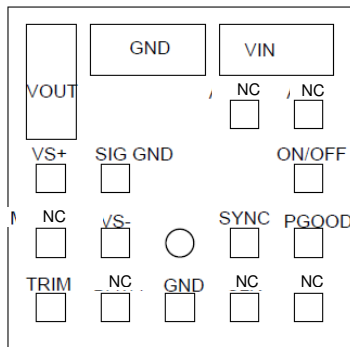 GND VIN
VOUT NC NC
VS+ SIG GND ON/OFF
NC VS- SYNC PGOOD
TRIM NC GND NC NC